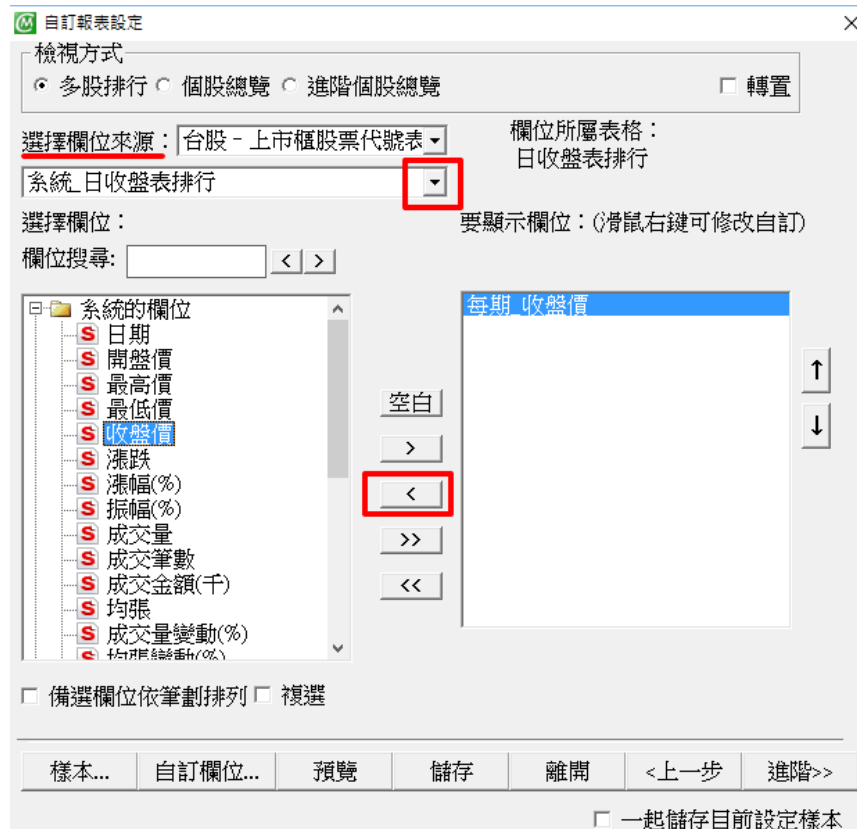 自訂報表設定
檢視方式
多股排行 個股總覽 進階個股總覽 轉置
選擇欄位來源：台股－上市櫃股票代號表
欄位所屬表格：
日收盤表排行
系統_日收盤表排行
選擇欄位：
要顯示欄位：(滑鼠右鍵可修改自訂)
欄位搜尋: < >
系統的欄位
日期
開盤價
最高價
最低價
收盤價
漲跌
漲幅(%)
振幅(%)
成交量
成交筆數
成交金額(千)
均張
成交量變動(%)
均張變動(%)
空白
>
<
>>
<<
每期_收盤價
↑
↓
備選欄位依筆劃排列 複選
樣本... 自訂欄位... 預覽 儲存 離開 <上一步 進階>>
一起儲存目前設定樣本